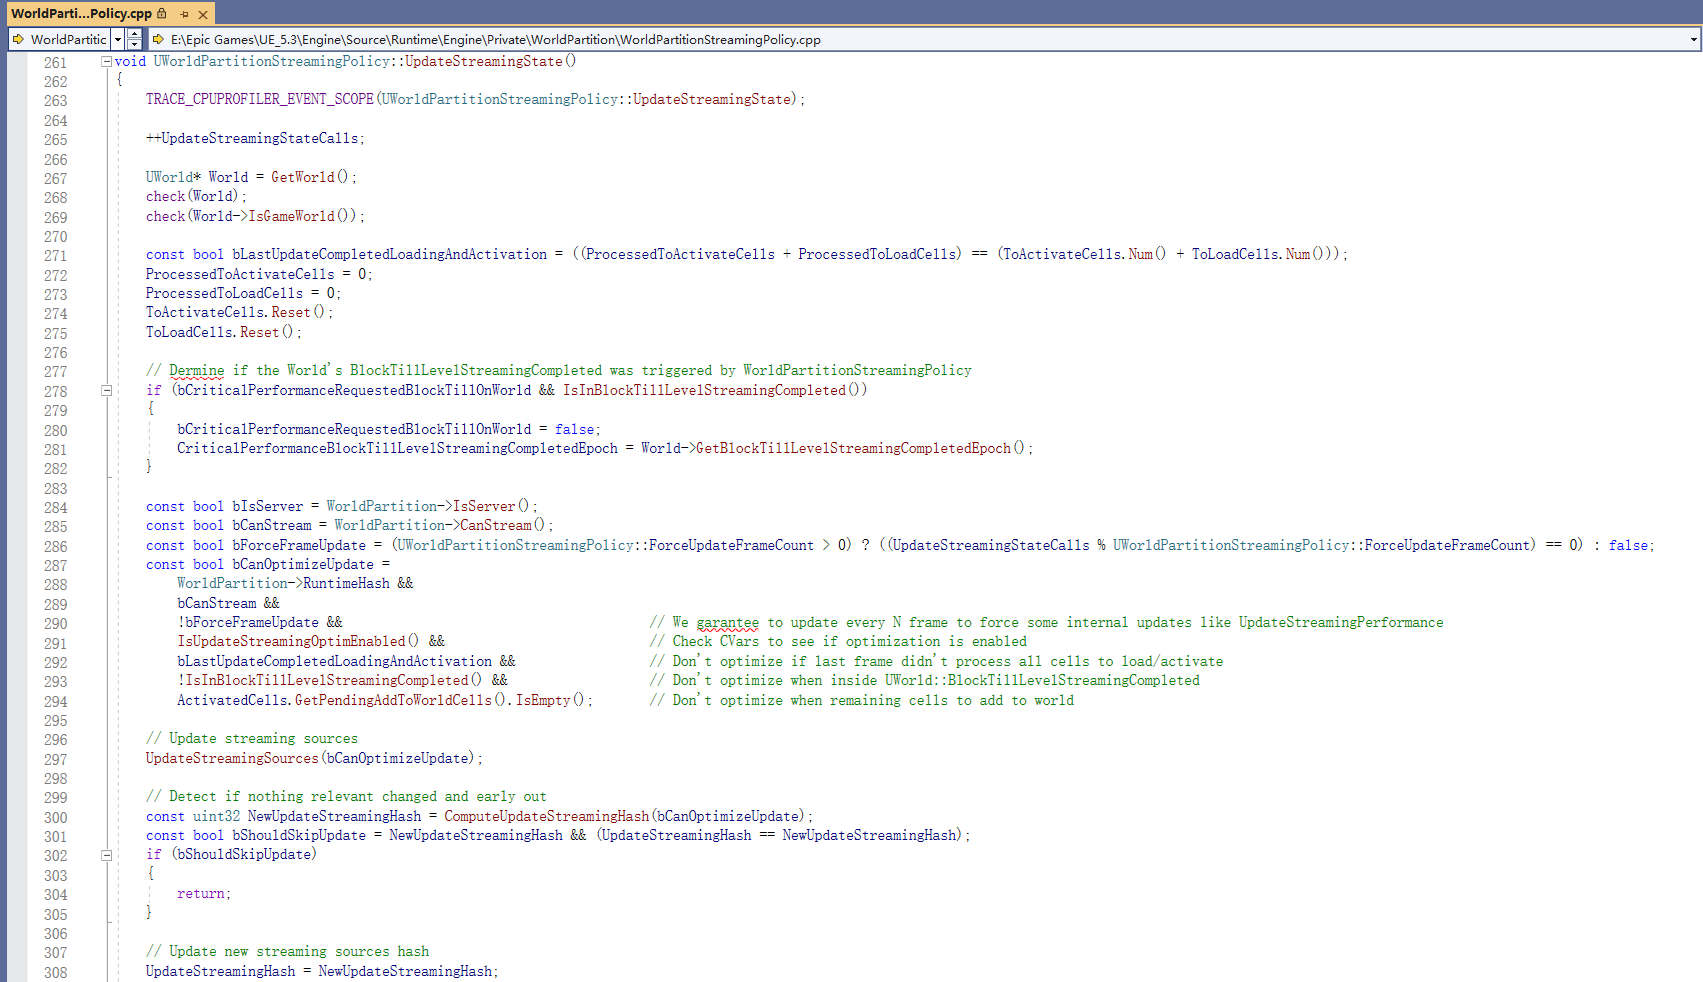 WorldParti...Policy.cpp
WorldPartitic
E:\Epic Games\UE_5.3\Engine\Source\Runtime\Engine\Private\WorldPartition\WorldPartitionStreamingPolicy.cpp
261 void UWorldPartitionStreamingPolicy::UpdateStreamingState()
262 {
263 TRACE_CPUPROFILER_EVENT_SCOPE(UWorldPartitionStreamingPolicy::UpdateStreamingState);
264
265 ++UpdateStreamingStateCalls;
266
267 UWorld* World = GetWorld();
268 check(World);
269 check(World->IsGameWorld());
270
271 const bool bLastUpdateCompletedLoadingAndActivation = ((ProcessedToActivateCells + ProcessedToLoadCells) == (ToActivateCells.Num() + ToLoadCells.Num()));
272 ProcessedToActivateCells = 0;
273 ProcessedToLoadCells = 0;
274 ToActivateCells.Reset();
275 ToLoadCells.Reset();
276
277 // Dermine if the World's BlockTillLevelStreamingCompleted was triggered by WorldPartitionStreamingPolicy
278 if (bCriticalPerformanceRequestedBlockTillOnWorld && IsInBlockTillLevelStreamingCompleted())
279 {
280 bCriticalPerformanceRequestedBlockTillOnWorld = false;
281 CriticalPerformanceBlockTillLevelStreamingCompletedEpoch = World->GetBlockTillLevelStreamingCompletedEpoch();
282 }
283
284 const bool bIsServer = WorldPartition->IsServer();
285 const bool bCanStream = WorldPartition->CanStream();
286 const bool bForceFrameUpdate = (UWorldPartitionStreamingPolicy::ForceUpdateFrameCount > 0) ? ((UpdateStreamingStateCalls % UWorldPartitionStreamingPolicy::ForceUpdateFrameCount) == 0) : false;
287 const bool bCanOptimizeUpdate =
288 WorldPartition->RuntimeHash &&
289 bCanStream &&
290 !bForceFrameUpdate && // We garantee to update every N frame to force some internal updates like UpdateStreamingPerformance
291 IsUpdateStreamingOptimEnabled() && // Check CVars to see if optimization is enabled
292 bLastUpdateCompletedLoadingAndActivation && // Don't optimize if last frame didn't process all cells to load/activate
293 !IsInBlockTillLevelStreamingCompleted() && // Don't optimize when inside UWorld::BlockTillLevelStreamingCompleted
294 ActivatedCells.GetPendingAddToWorldCells().IsEmpty(); // Don't optimize when remaining cells to add to world
295
296 // Update streaming sources
297 UpdateStreamingSources(bCanOptimizeUpdate);
298
299 // Detect if nothing relevant changed and early out
300 const uint32 NewUpdateStreamingHash = ComputeUpdateStreamingHash(bCanOptimizeUpdate);
301 const bool bShouldSkipUpdate = NewUpdateStreamingHash && (UpdateStreamingHash == NewUpdateStreamingHash);
302 if (bShouldSkipUpdate)
303 {
304 return;
305 }
306
307 // Update new streaming sources hash
308 UpdateStreamingHash = NewUpdateStreamingHash;